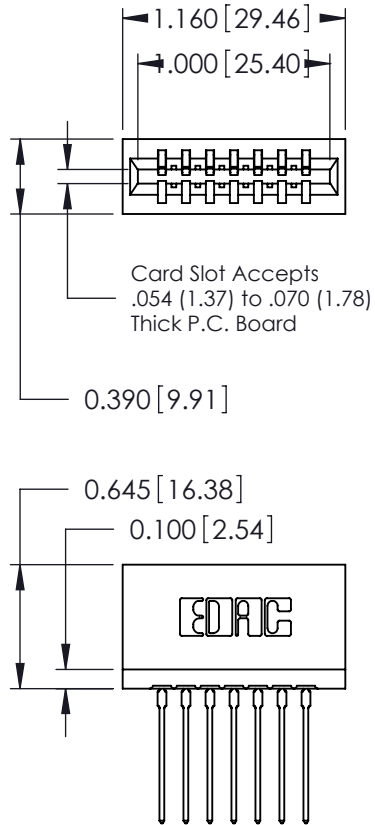 1.160 [29.46]
1.000 [25.40]
Card Slot Accepts
.054 (1.37) to .070 (1.78)
Thick P.C. Board
0.390 [9.91]
0.645 [16.38]
0.100 [2.54]
EDAC